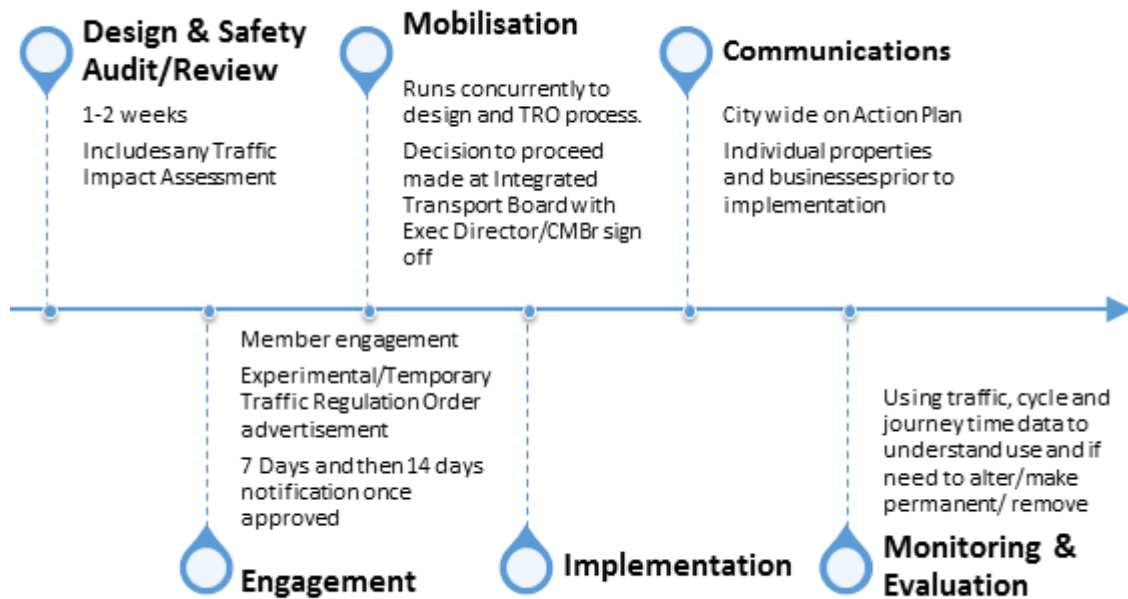 Design & Safety
Audit/Review
1-2 weeks
Includes any Traffic
Impact Assessment
Mobilisation
Runs concurrently to
design and TRO process.
Decision to proceed
made at Integrated
Transport Board with
Exec Director/CMBr sign
off
Communications
City wide on Action Plan
Individual properties
and businesses prior to
implementation
Member engagement
Experimental/Temporary
Traffic Regulation Order
advertisement
7 Days and then 14 days
notification once
approved
Engagement
Implementation
Using traffic, cycle and
journey time data to
understand use and if
need to alter/make
permanent/ remove
Monitoring &
Evaluation